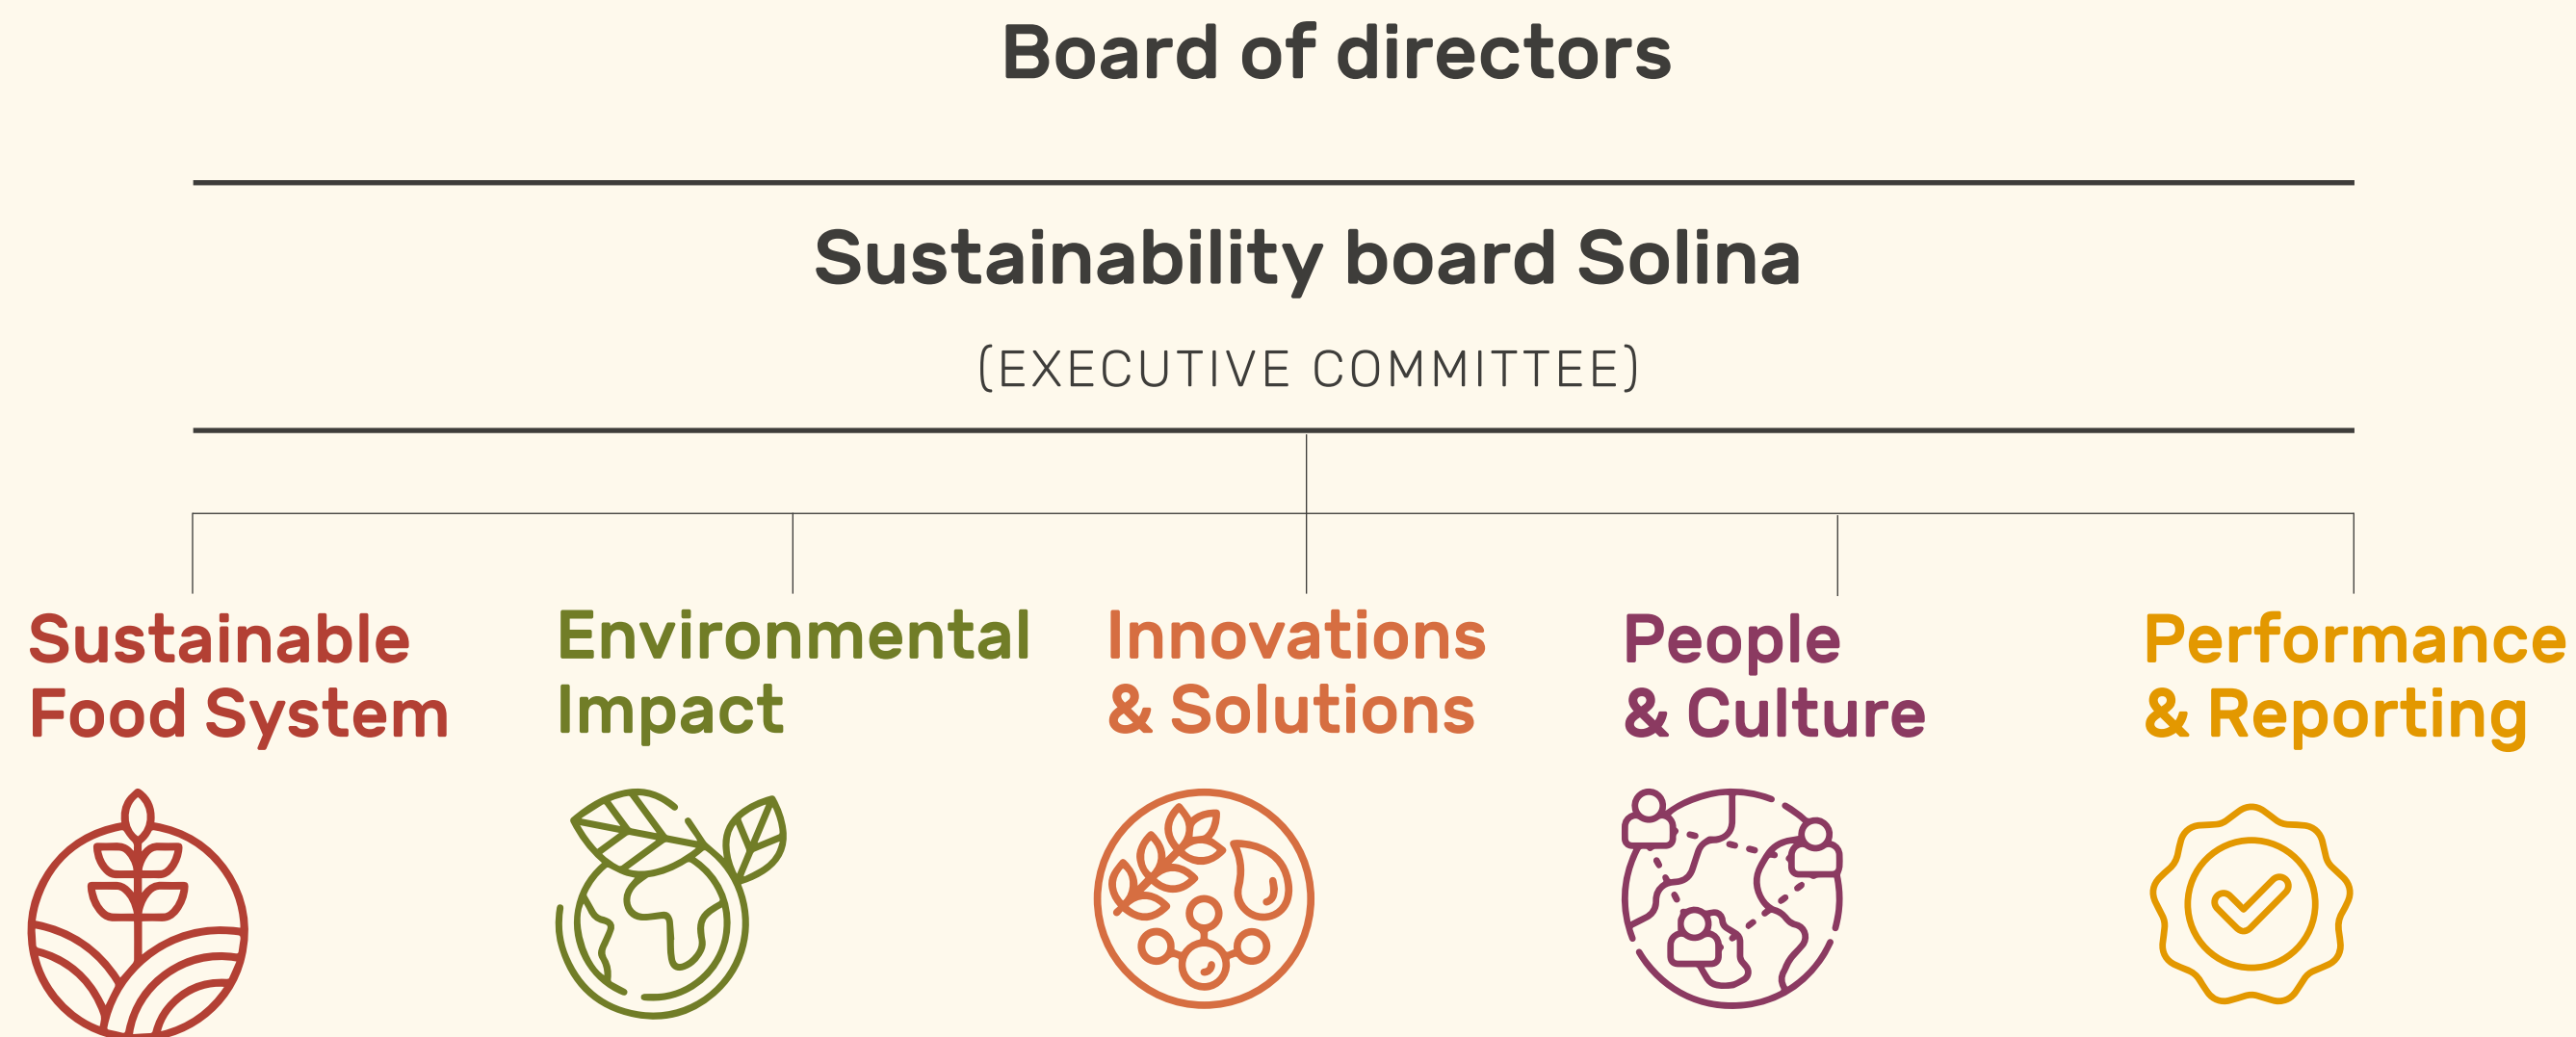 Board of directors
Sustainability board Solina
(EXECUTIVE COMMITTEE)
Sustainable
Food System
Environmental
Impact
Innovations
& Solutions
People
& Culture
Performance
& Reporting